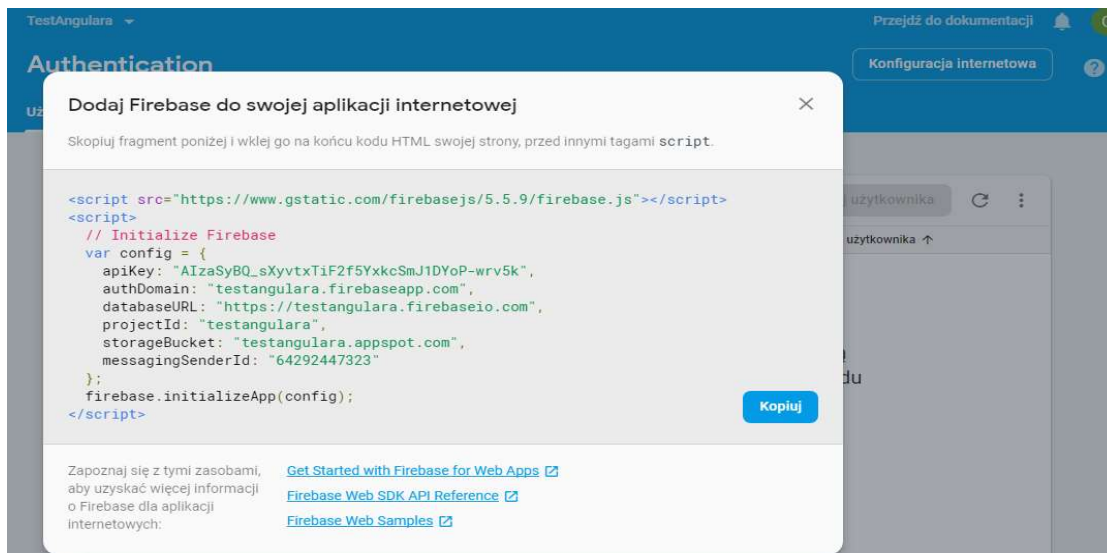 TestAngulara
Przejdź do dokumentacji
Authentication
Konfiguracja internetowa
Dodaj Firebase do swojej aplikacji internetowej
Skopiuj fragment poniżej i wklej go na końcu kodu HTML swojej strony, przed innymi tagami script.
<script src="https://www.gstatic.com/firebasejs/5.5.9/firebase.js"></script>
<script>
// Initialize Firebase
var config = {
apiKey: "AIzaSyBQ_sXyvtxTiF2f5YxkcSmJ1DYoP-wrv5k",
authDomain: "testangulara.firebaseapp.com",
databaseURL: "https://testangulara.firebaseio.com",
projectId: "testangulara",
storageBucket: "testangulara.appspot.com",
messagingSenderId: "64292447323"
};
firebase.initializeApp(config);
</script>
Kopiuj
użytkownika
użytkownika
Zapoznaj się z tymi zasobami,
aby uzyskać więcej informacji
o Firebase dla aplikacji
internetowych:
Get Started with Firebase for Web Apps
Firebase Web SDK API Reference
Firebase Web Samples